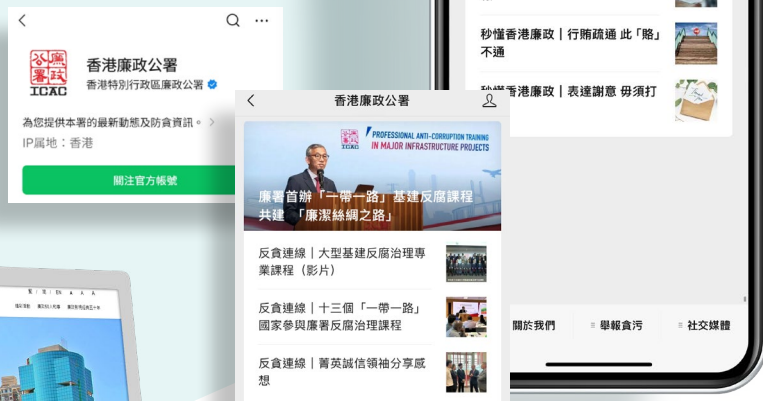 香港廉政公署
香港特別行政區廉政公署
ICAC
為您提供本署的最新動態及防貪資訊。
IP属地：香港
關注官方帳號
香港廉政公署
ICAC
PROFESSIONAL ANTI-CORRUPTION TRAINING
IN MAJOR INFRASTRUCTURE PROJECTS
廉署首辦「一帶一路」基建反腐課程
共建 「廉潔絲綢之路」
反貪連線｜大型基建反腐治理專
業課程（影片）
反貪連線｜十三個「一帶一路」
國家參與廉署反腐治理課程
反貪連線｜菁英誠信領袖分享感
想
秒懂香港廉政｜行賄疏通 此「賂」
不通
秒懂香港廉政｜表達謝意 毋須打
關於我們
舉報貪污
社交媒體
繁 | 简 | EN A A A